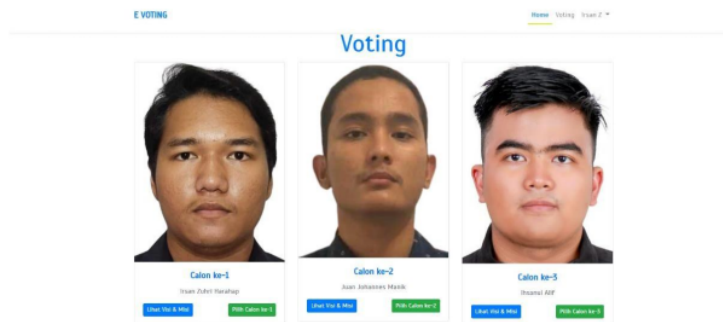 E VOTING
Home Voting Irsan Z
Voting
Calon ke-1
Irsan Zuhri Harahap
Lihat Visi & Misi Pilih Calon ke-1
Calon ke-2
Joan Johannes Manik
Lihat Visi & Misi Pilih Calon ke-2
Calon ke-3
Ihsanul Afif
Lihat Visi & Misi Pilih Calon ke-3